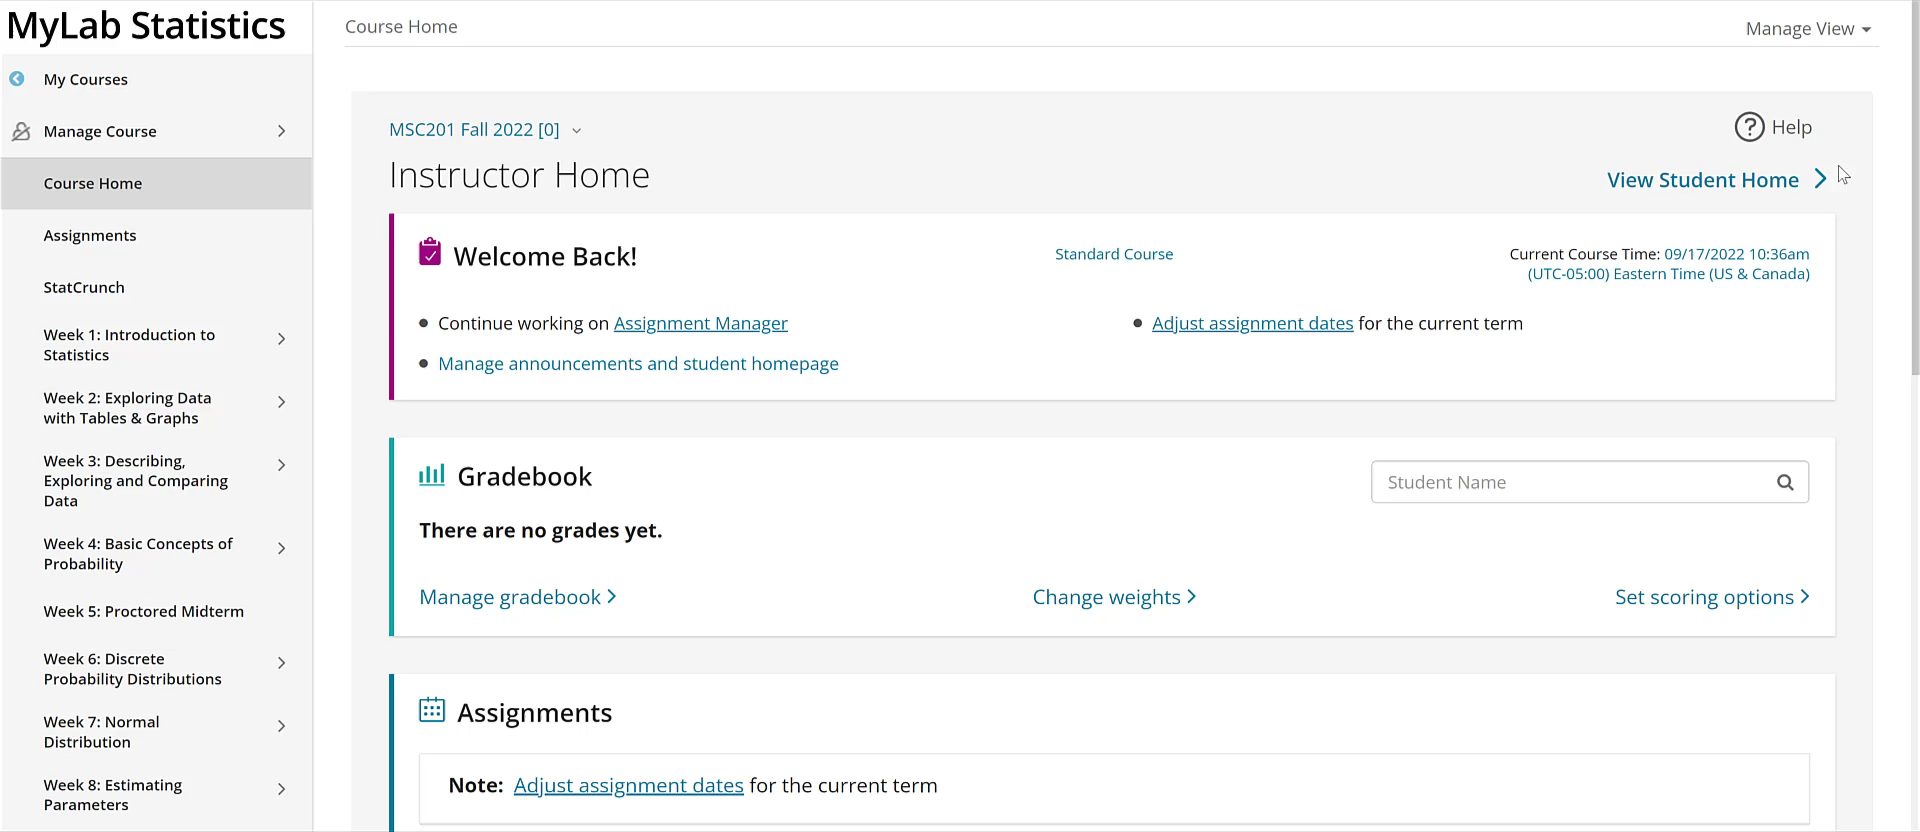 MyLab Statistics
My Courses
Manage Course
Course Home
Assignments
StatCrunch
Week 1: Introduction to
Statistics
Week 2: Exploring Data
with Tables & Graphs
Week 3: Describing,
Exploring and Comparing
Data
Week 4: Basic Concepts of
Probability
Week 5: Proctored Midterm
Week 6: Discrete
Probability Distributions
Week 7: Normal
Distribution
Week 8: Estimating
Parameters
Course Home
Manage View
MSC201 Fall 2022 [0]
Help
Instructor Home
View Student Home
Welcome Back!
Standard Course
Current Course Time: 09/17/2022 10:36am
(UTC-05:00) Eastern Time (US & Canada)
Continue working on Assignment Manager
Adjust assignment dates for the current term
Manage announcements and student homepage
Gradebook
Student Name
There are no grades yet.
Manage gradebook
Change weights
Set scoring options
Assignments
Note: Adjust assignment dates for the current term